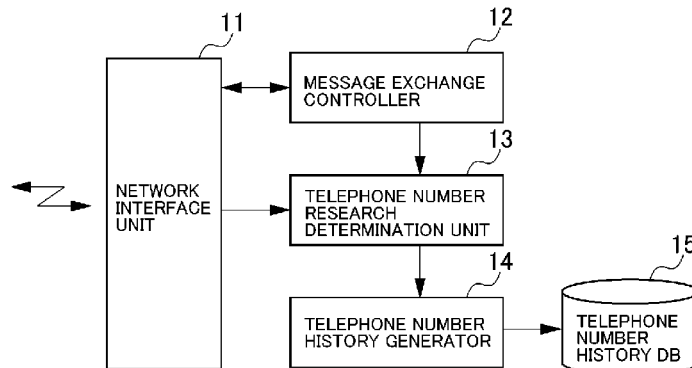 11
12
MESSAGE EXCHANGE
CONTROLLER
13
NETWORK
INTERFACE
UNIT
TELEPHONE NUMBER
RESEARCH
DETERMINATION UNIT
14
15
TELEPHONE NUMBER
HISTORY GENERATOR
TELEPHONE
NUMBER
HISTORY DB